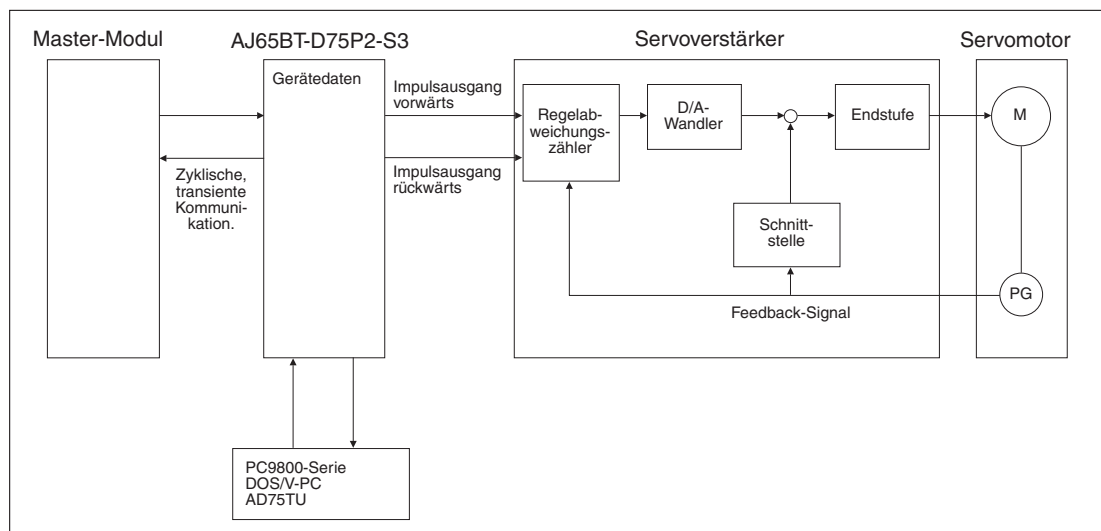 Master-Modul
AJ65BT-D75P2-S3
Servoverstärker
Servomotor
Gerätedaten
Impulsausgang
vorwärts
Regelab-
weichungs-
zähler
D/A-
Wandler
Endstufe
M
Zyklische,
transiente
Kommuni-
kation.
Impulsausgang
rückwärts
Schnitt-
stelle
PG
Feedback-Signal
PC9800-Serie
DOS/V-PC
AD75TU